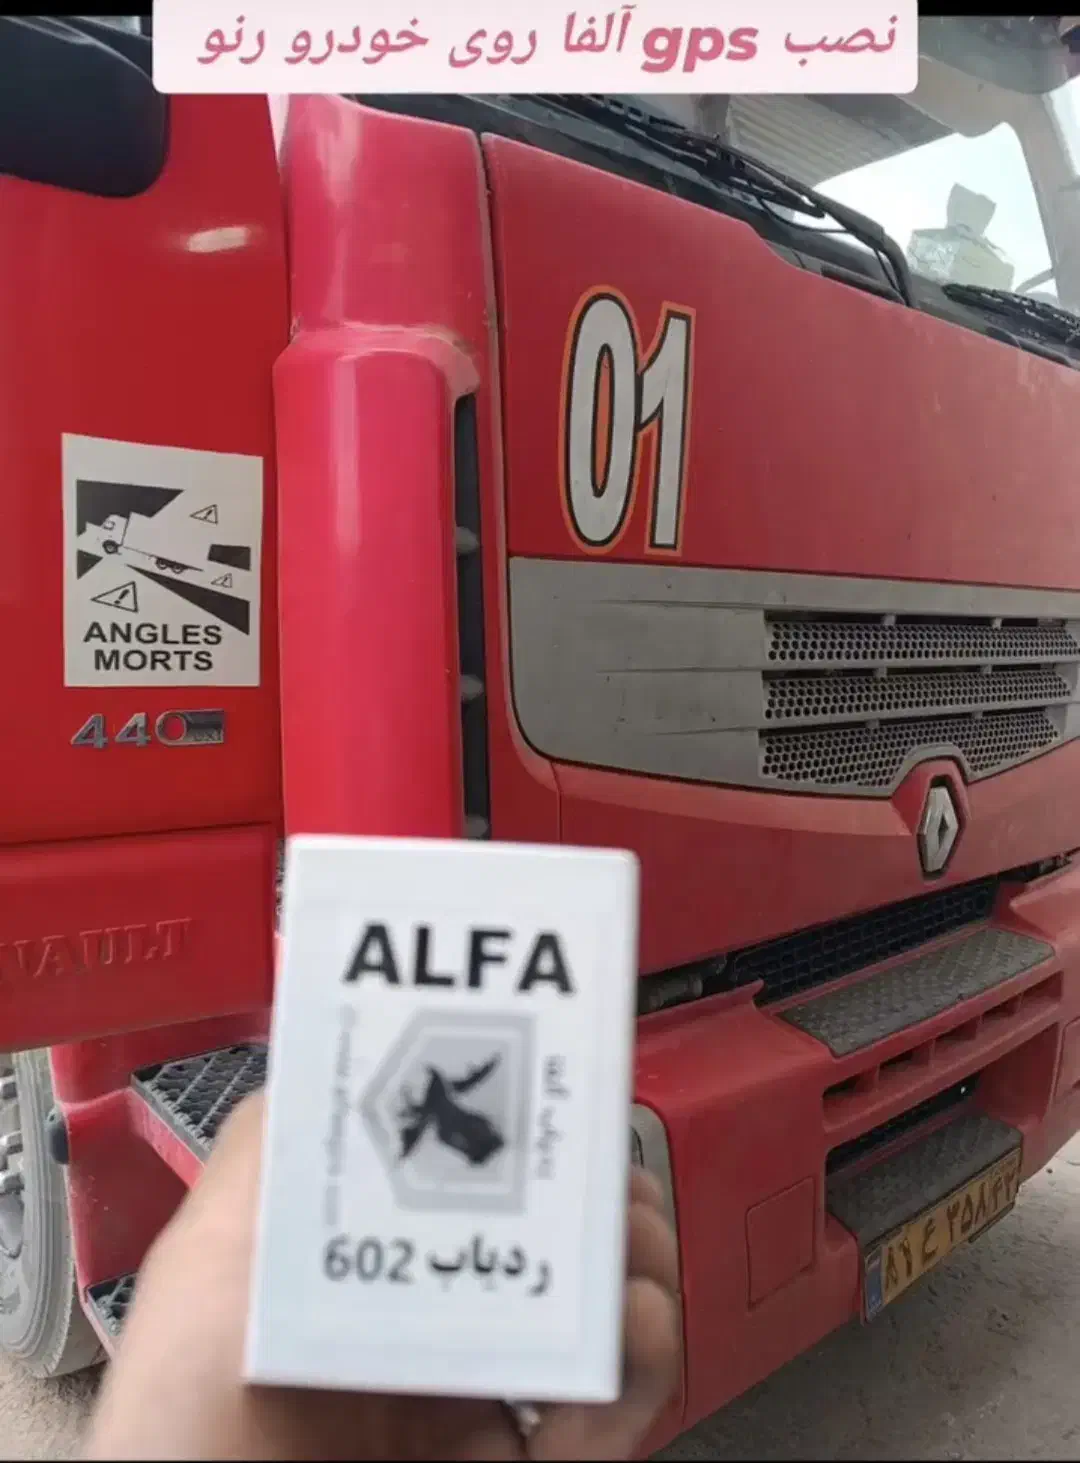 نصب gps آلفا روی خودرو رنو
01
ANGLES
MORTS
440
ALFA
ردیاب 602